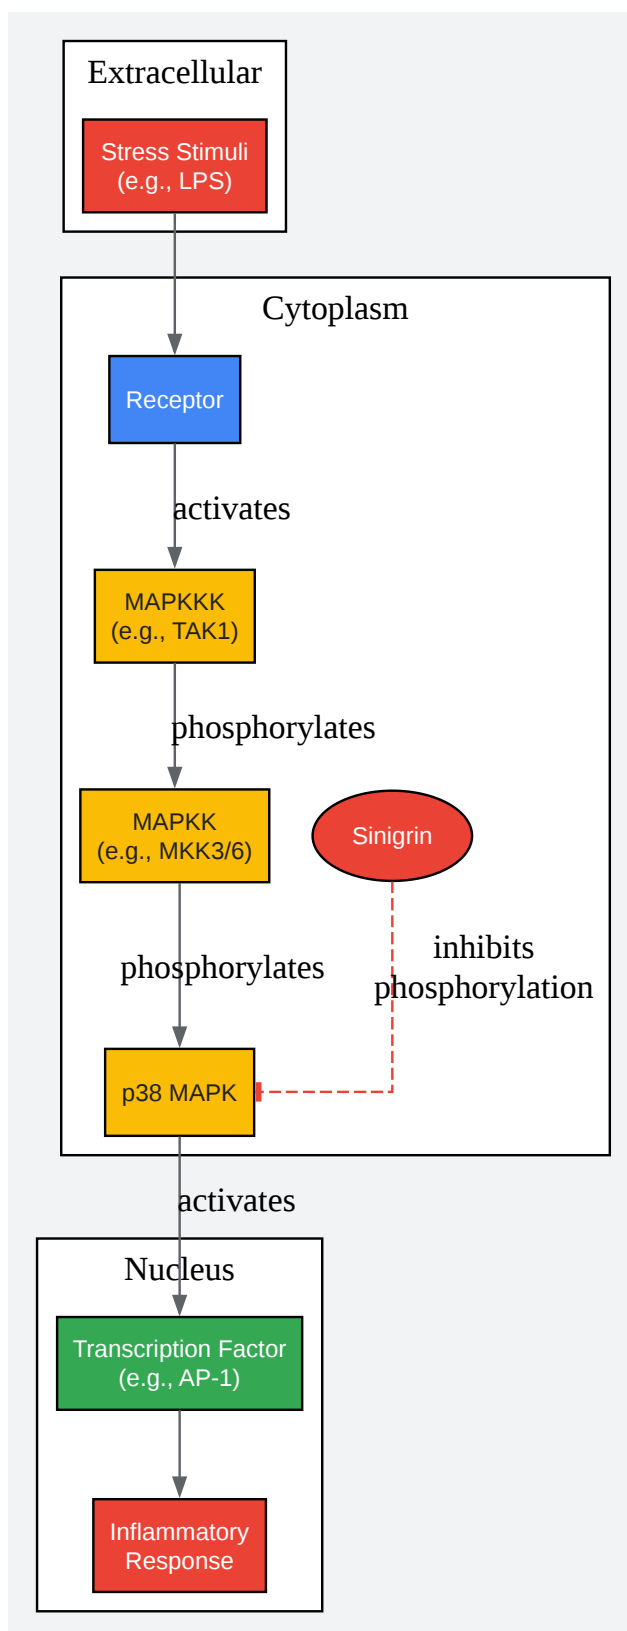 Extracellular
Stress Stimuli
(e.g., LPS)
Cytoplasm
Receptor
activates
MAPKKK
(e.g., TAK1)
phosphorylates
MAPKK
(e.g., MKK3/6)
Sinigrin
phosphorylates
inhibits
phosphorylation
p38 MAPK
activates
Nucleus
Transcription Factor
(e.g., AP-1)
Inflammatory
Response